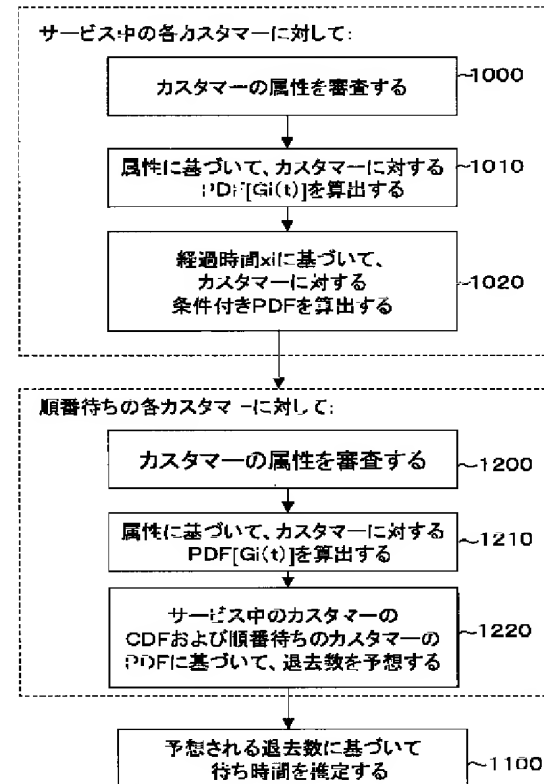 サービス中の各カスタマーに対して:
カスタマーの属性を審査する
~1000
属性に基づいて、カスタマーに対する
PDF[Gi(t)]を算出する
~1010
経過時間xiに基づいて、
カスタマーに対する
条件付きPDFを算出する
~1020
順番待ちの各カスタマーに対して:
カスタマーの属性を審査する
~1200
属性に基づいて、カスタマーに対する
PDF[Gi(t)]を算出する
~1210
サービス中のカスタマーの
CDFおよび順番待ちのカスタマーの
PDFに基づいて、退去数を予想する
~1220
予想される退去数に基づいて
待ち時間を推定する
~1100